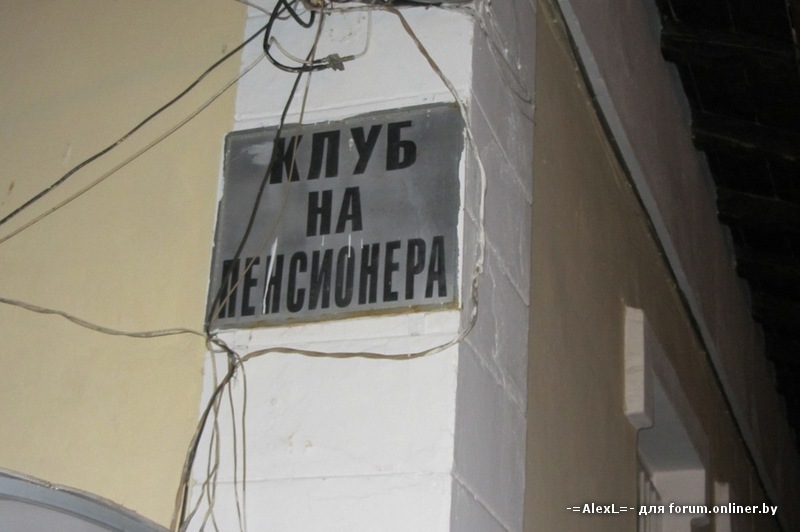 КЛУБ
НА
ПЕНСИОНЕРА
-=AlexL=- для forum.onliner.by